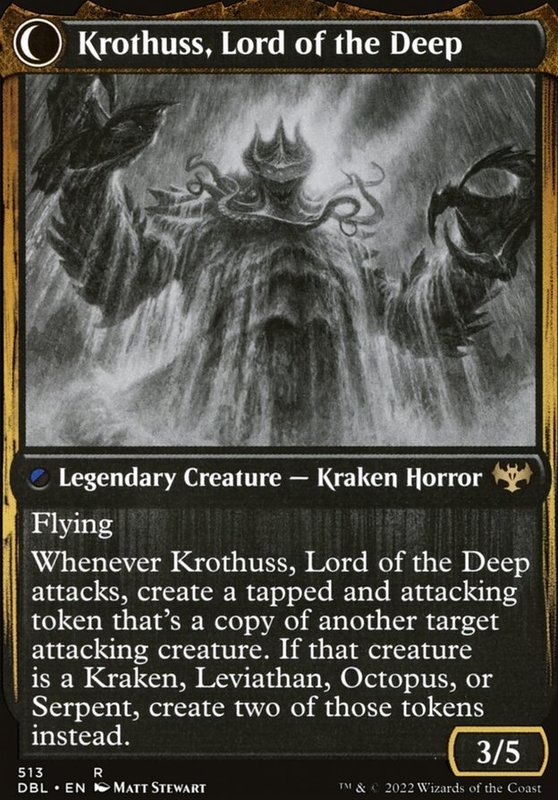 Krothuss, Lord of the Deep
Legendary Creature — Kraken Horror
Flying
Whenever Krothuss, Lord of the Deep
attacks, create a tapped and attacking
token that's a copy of another target
attacking creature. If that creature
is a Kraken, Leviathan, Octopus, or
Serpent, create two of those tokens
instead.
3/5
513 R
DBL • EN Matt Stewart
™ & © 2022 Wizards of the Coast